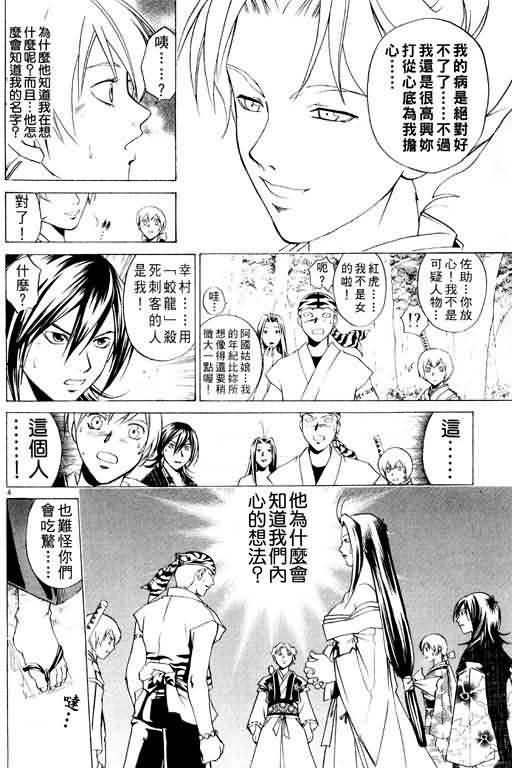 我的病是絕對好
不了了……不過
我還是很高興妳
打從心底為我擔
心……
咦
……？
為什麼他知道我在想
什麼呢？而且…他怎
麼會知道我的名字？
對了！
佐助…你放
心！我不是
可疑人物…
!?
紅虎…
我不是女
的啦！
呃？
阿國姑娘…我
的年紀比妳所
想像得還要稍
微大一點喔！
哇…
幸村……用
「蛟龍」殺
死刺客的人
是我！
什麼？
這…
……
這個人
……！
他為什麼會
知道我們內
心的想法？
也難怪你們
會吃驚……
噠…
4